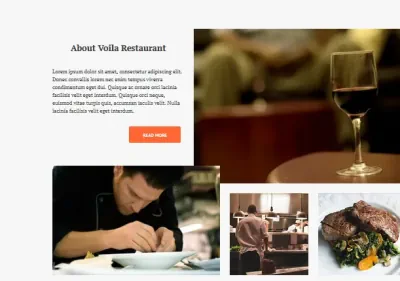 About Voila Restaurant
Lorem ipsum dolor sit amet, consectetur adipiscing elit.
Donec convallis lorem nec enim tempus viverra
condimentum eget dui. Quisque ac ornare orci lacinia
facilisis velit eget interdum. Quisque orci neque,
euismod vitae turpis quis, accumsan iaculis velit. Nulla
lacinia facilisis velit eget interdum.
READ MORE